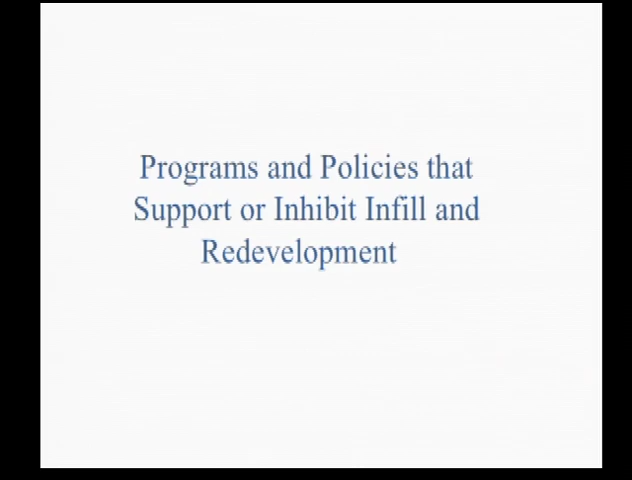 Programs and Policies that
Support or Inhibit Infill and
Redevelopment